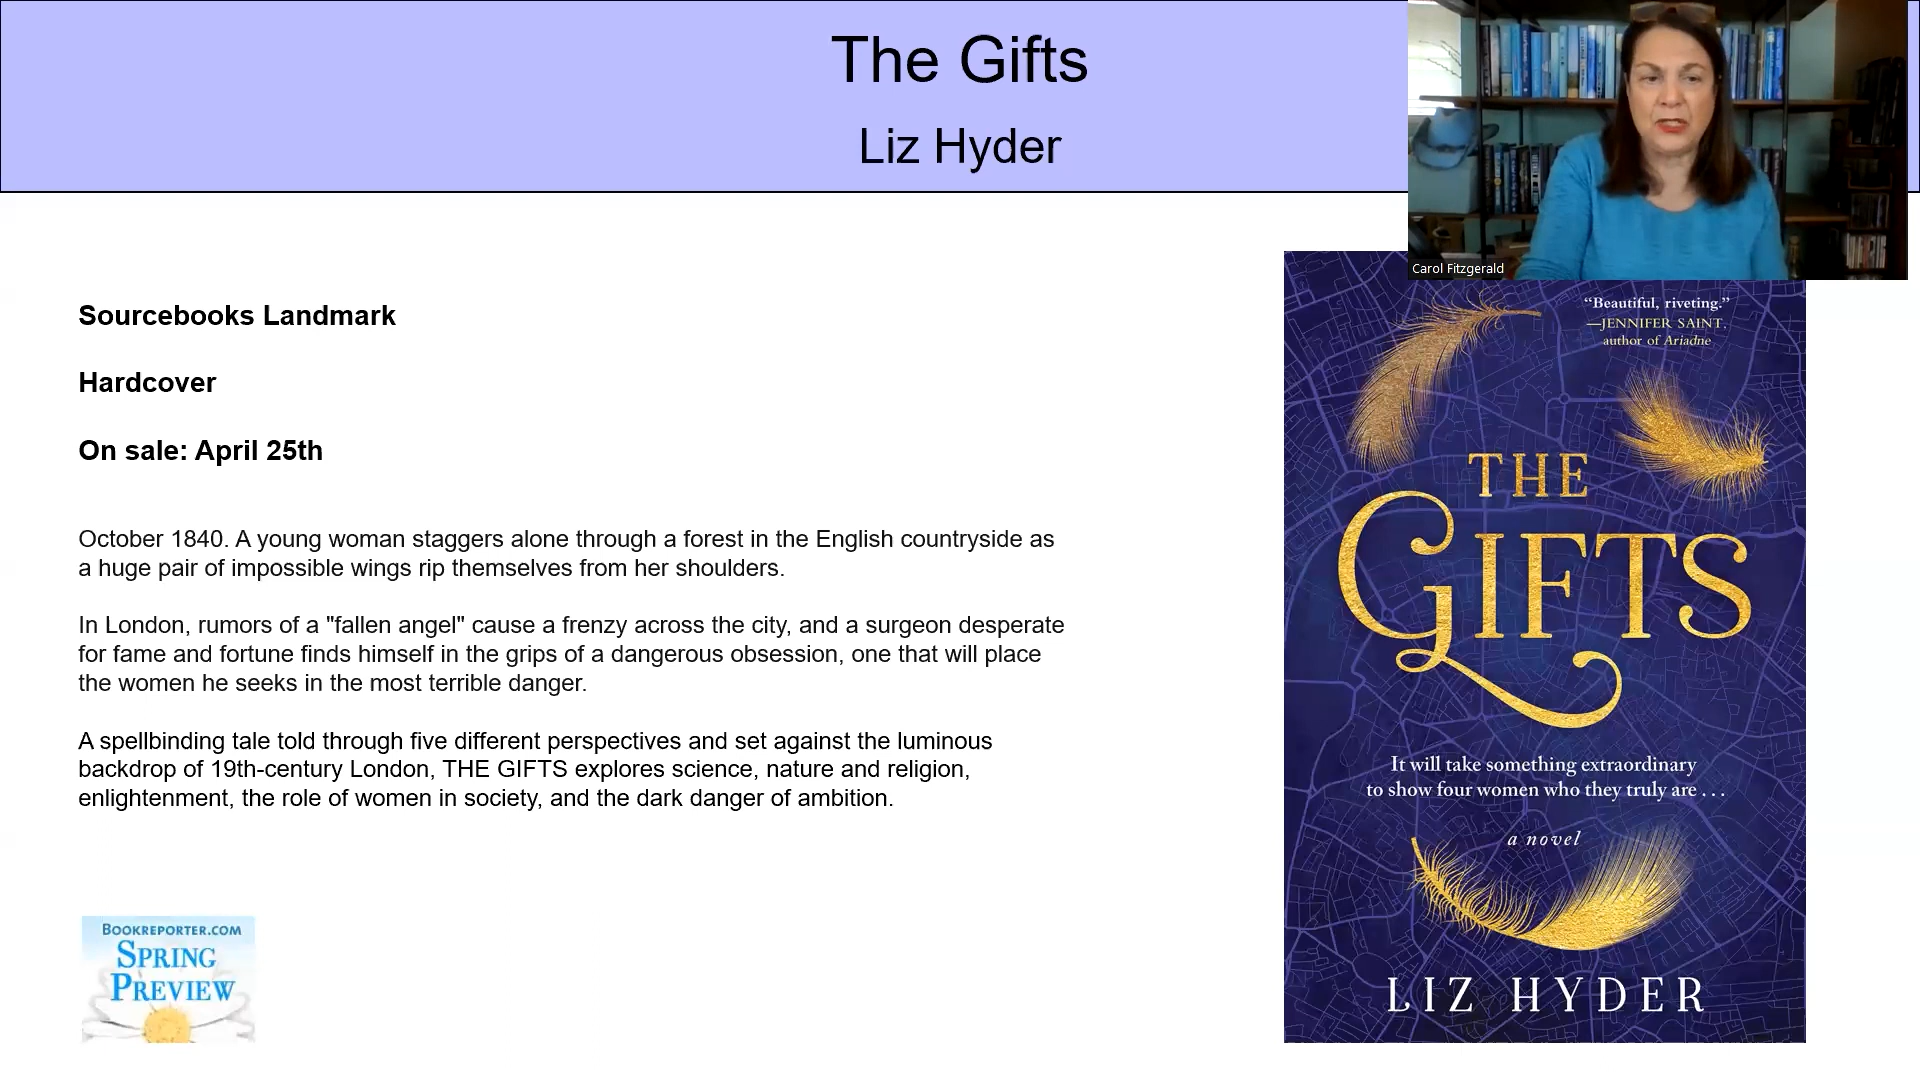 The Gifts
Liz Hyder
Carol Fitzgerald
Sourcebooks Landmark
Hardcover
On sale: April 25th
October 1840. A young woman staggers alone through a forest in the English countryside as
a huge pair of impossible wings rip themselves from her shoulders.
In London, rumors of a "fallen angel" cause a frenzy across the city, and a surgeon desperate
for fame and fortune finds himself in the grips of a dangerous obsession, one that will place
the women he seeks in the most terrible danger.
A spellbinding tale told through five different perspectives and set against the luminous
backdrop of 19th-century London, THE GIFTS explores science, nature and religion,
enlightenment, the role of women in society, and the dark danger of ambition.
BOOKREPORTER.COM
SPRING
PREVIEW
“Beautiful, riveting.”
—JENNIFER SAINT,
author of Ariadne
THE
GIFTS
It will take something extraordinary
to show four women who they truly are . . .
a novel
LIZ HYDER